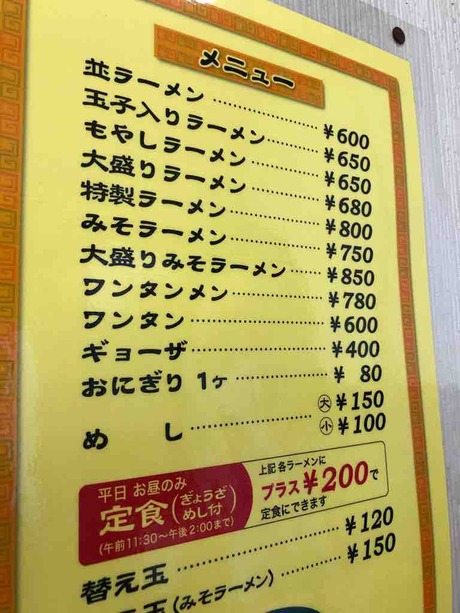 メニュー
並ラーメン ¥600
玉子入りラーメン ¥650
もやしラーメン ¥650
大盛りラーメン ¥680
特製ラーメン ¥800
みそラーメン ¥750
大盛りみそラーメン ¥850
ワンタンメン ¥780
ワンタン ¥600
ギョーザ ¥400
おにぎり 1ヶ ¥ 80
めし ㊅ ¥150
小 ¥100
平日 お昼のみ
定食(ぎょうざ めし付)
(午前11:30〜午後2:00まで)
上記 各ラーメンに
プラス¥200で
定食にできます
替え玉 ¥120
玉(みそラーメン) ¥150